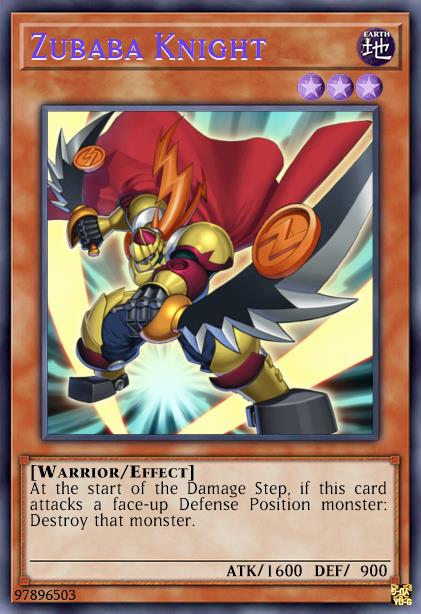 Zubaba Knight
EARTH
地
[Warrior/Effect]
At the start of the Damage Step, if this card
attacks a face-up Defense Position monster:
Destroy that monster.
ATK/1600 DEF/ 900
97896503